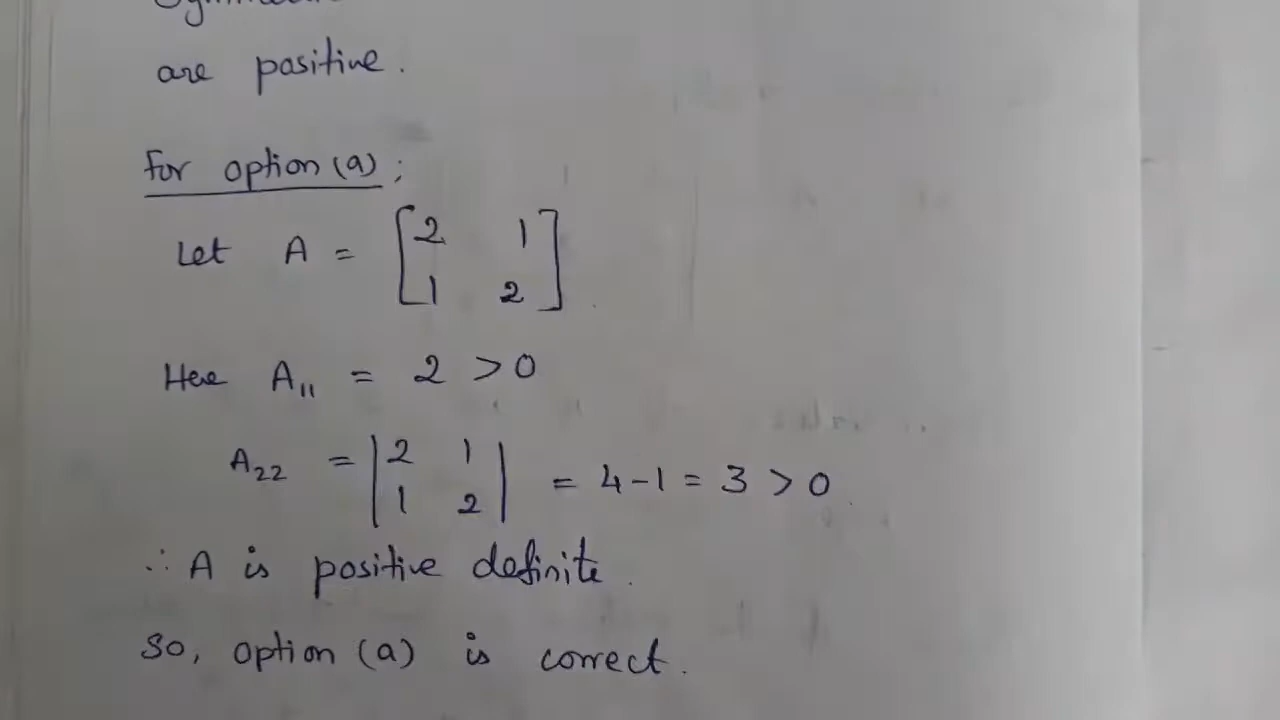 are positive.
For option (a);
Let A = [2 1
1 2]
Here A₁₁ = 2 > 0
A₂₂ = |2 1
1 2| = 4 - 1 = 3 > 0
∴ A is positive definite.
So, option (a) is correct.